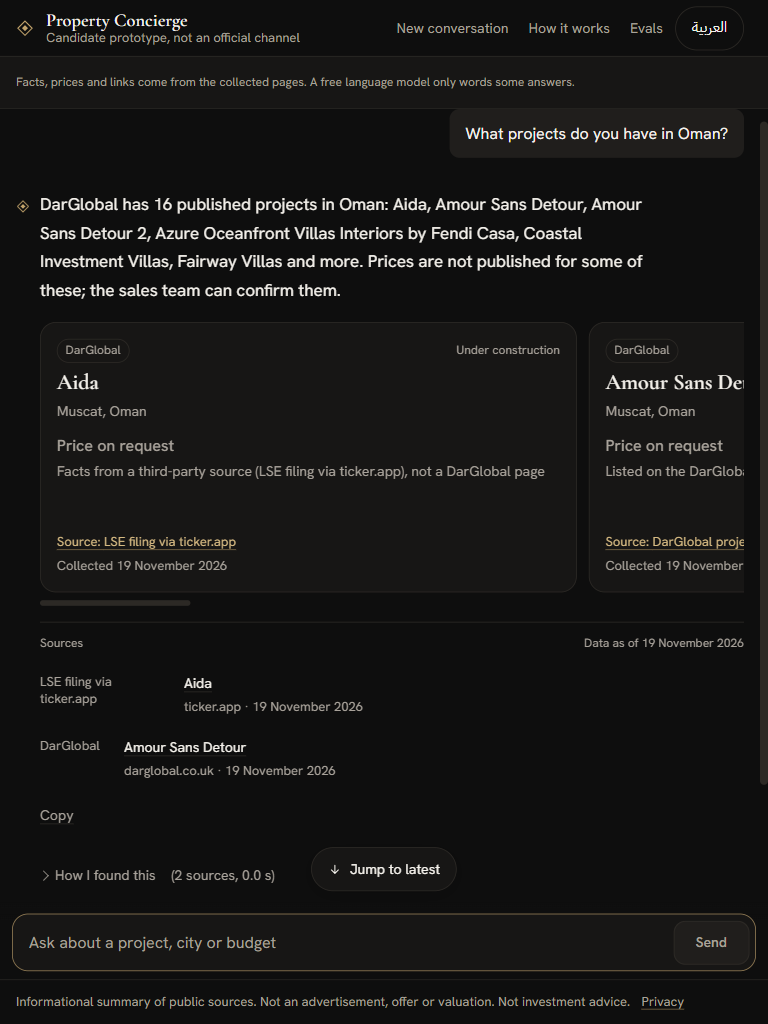 Property Concierge
Candidate prototype, not an official channel
New conversation
How it works
Evals
العربية
Facts, prices and links come from the collected pages. A free language model only words some answers.
What projects do you have in Oman?
DarGlobal has 16 published projects in Oman: Aida, Amour Sans Detour, Amour
Sans Detour 2, Azure Oceanfront Villas Interiors by Fendi Casa, Coastal
Investment Villas, Fairway Villas and more. Prices are not published for some of
these; the sales team can confirm them.
DarGlobal
Under construction
Aida
Muscat, Oman
Price on request
Facts from a third-party source (LSE filing via ticker.app), not a DarGlobal page
Source: LSE filing via ticker.app
Collected 19 November 2026
DarGlobal
Amour Sans
Muscat, Oman
Price on request
Listed on the
Source: DarGlobal
Collected 19 November
Sources
Data as of 19 November 2026
LSE filing via
ticker.app
Aida
ticker.app · 19 November 2026
DarGlobal
Amour Sans Detour
darglobal.co.uk · 19 November 2026
Copy
How I found this (2 sources, 0.0 s)
↓ Jump to latest
Ask about a project, city or budget
Send
Informational summary of public sources. Not an advertisement, offer or valuation. Not investment advice. Privacy